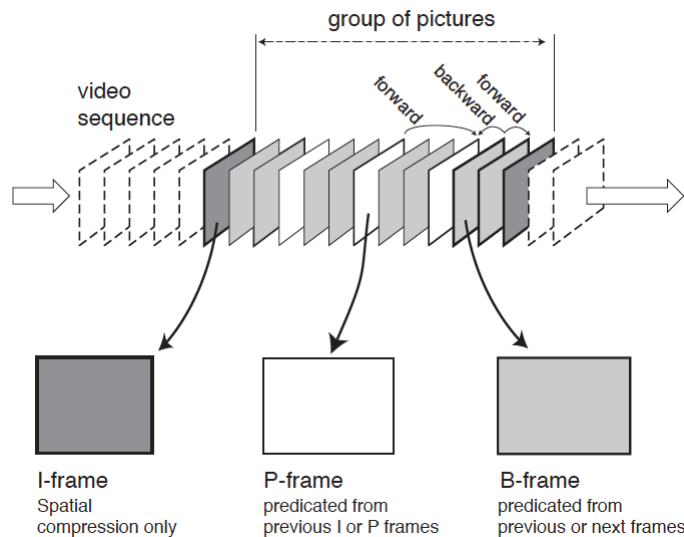 group of pictures
video
sequence
forward
backward
forward
I-frame
Spatial
compression only
P-frame
predicated from
previous I or P frames
B-frame
predicated from
previous or next frames